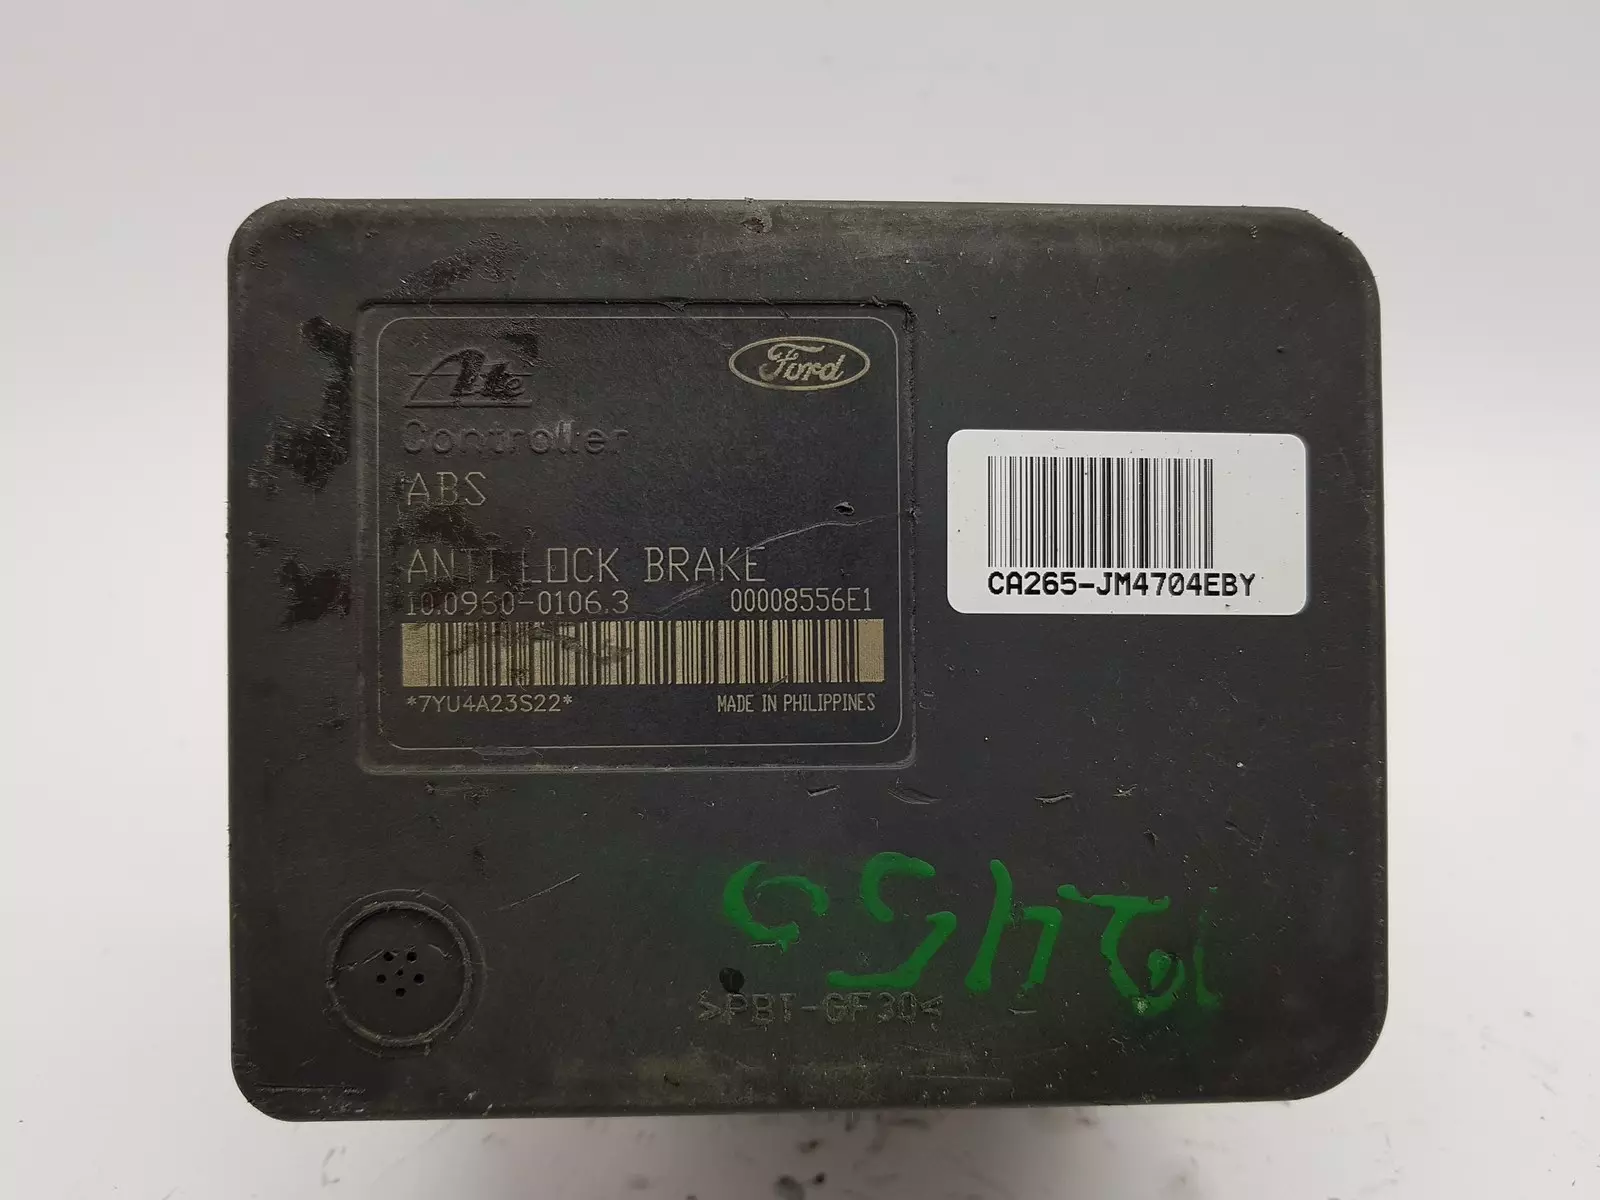 Ate
Ford
Controller
ABS
ANTI LOCK BRAKE
10.0960-0106.3 00008556E1
*7YU4A23S22* MADE IN PHILIPPINES
CA265-JM4704EBY
>PBT-GF30<